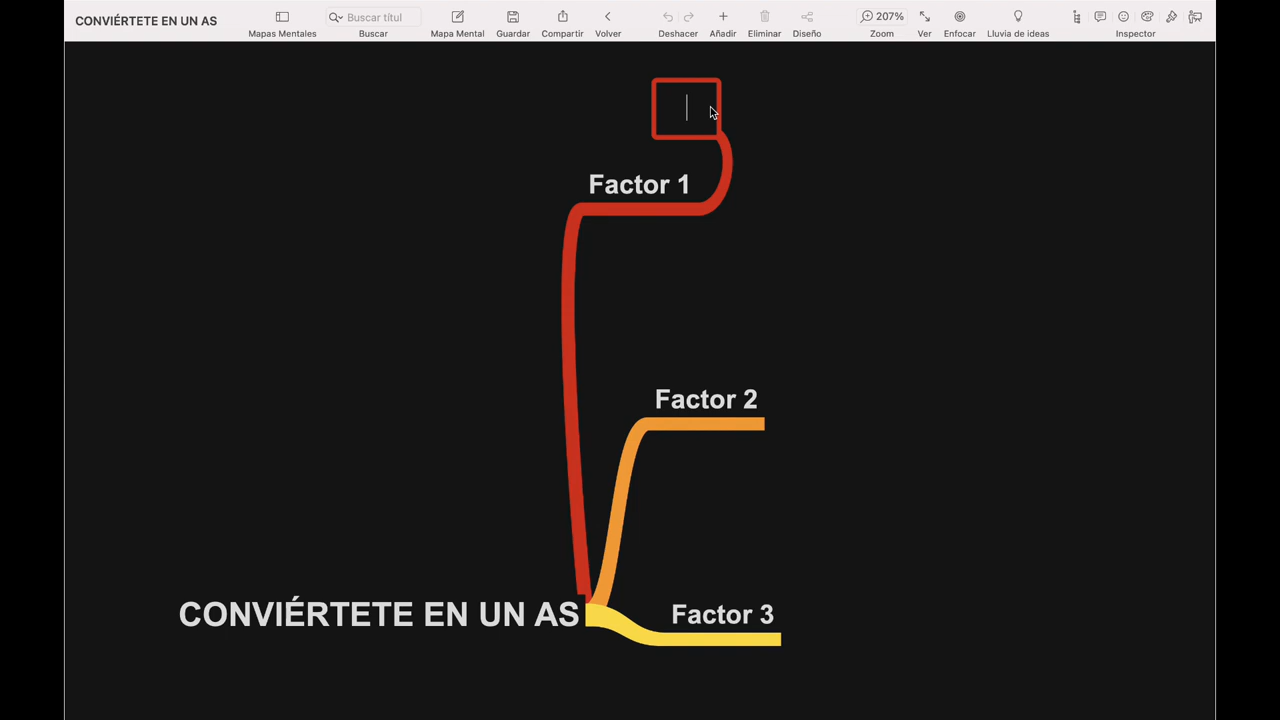 CONVIÉRTETE EN UN AS
Mapas Mentales
Buscar títul
Buscar
Mapa Mental
Guardar
Compartir
Volver
Deshacer
Añadir
Eliminar
Diseño
207%
Zoom
Ver
Enfocar
Lluvia de ideas
Inspector
Factor 1
Factor 2
CONVIÉRTETE EN UN AS
Factor 3